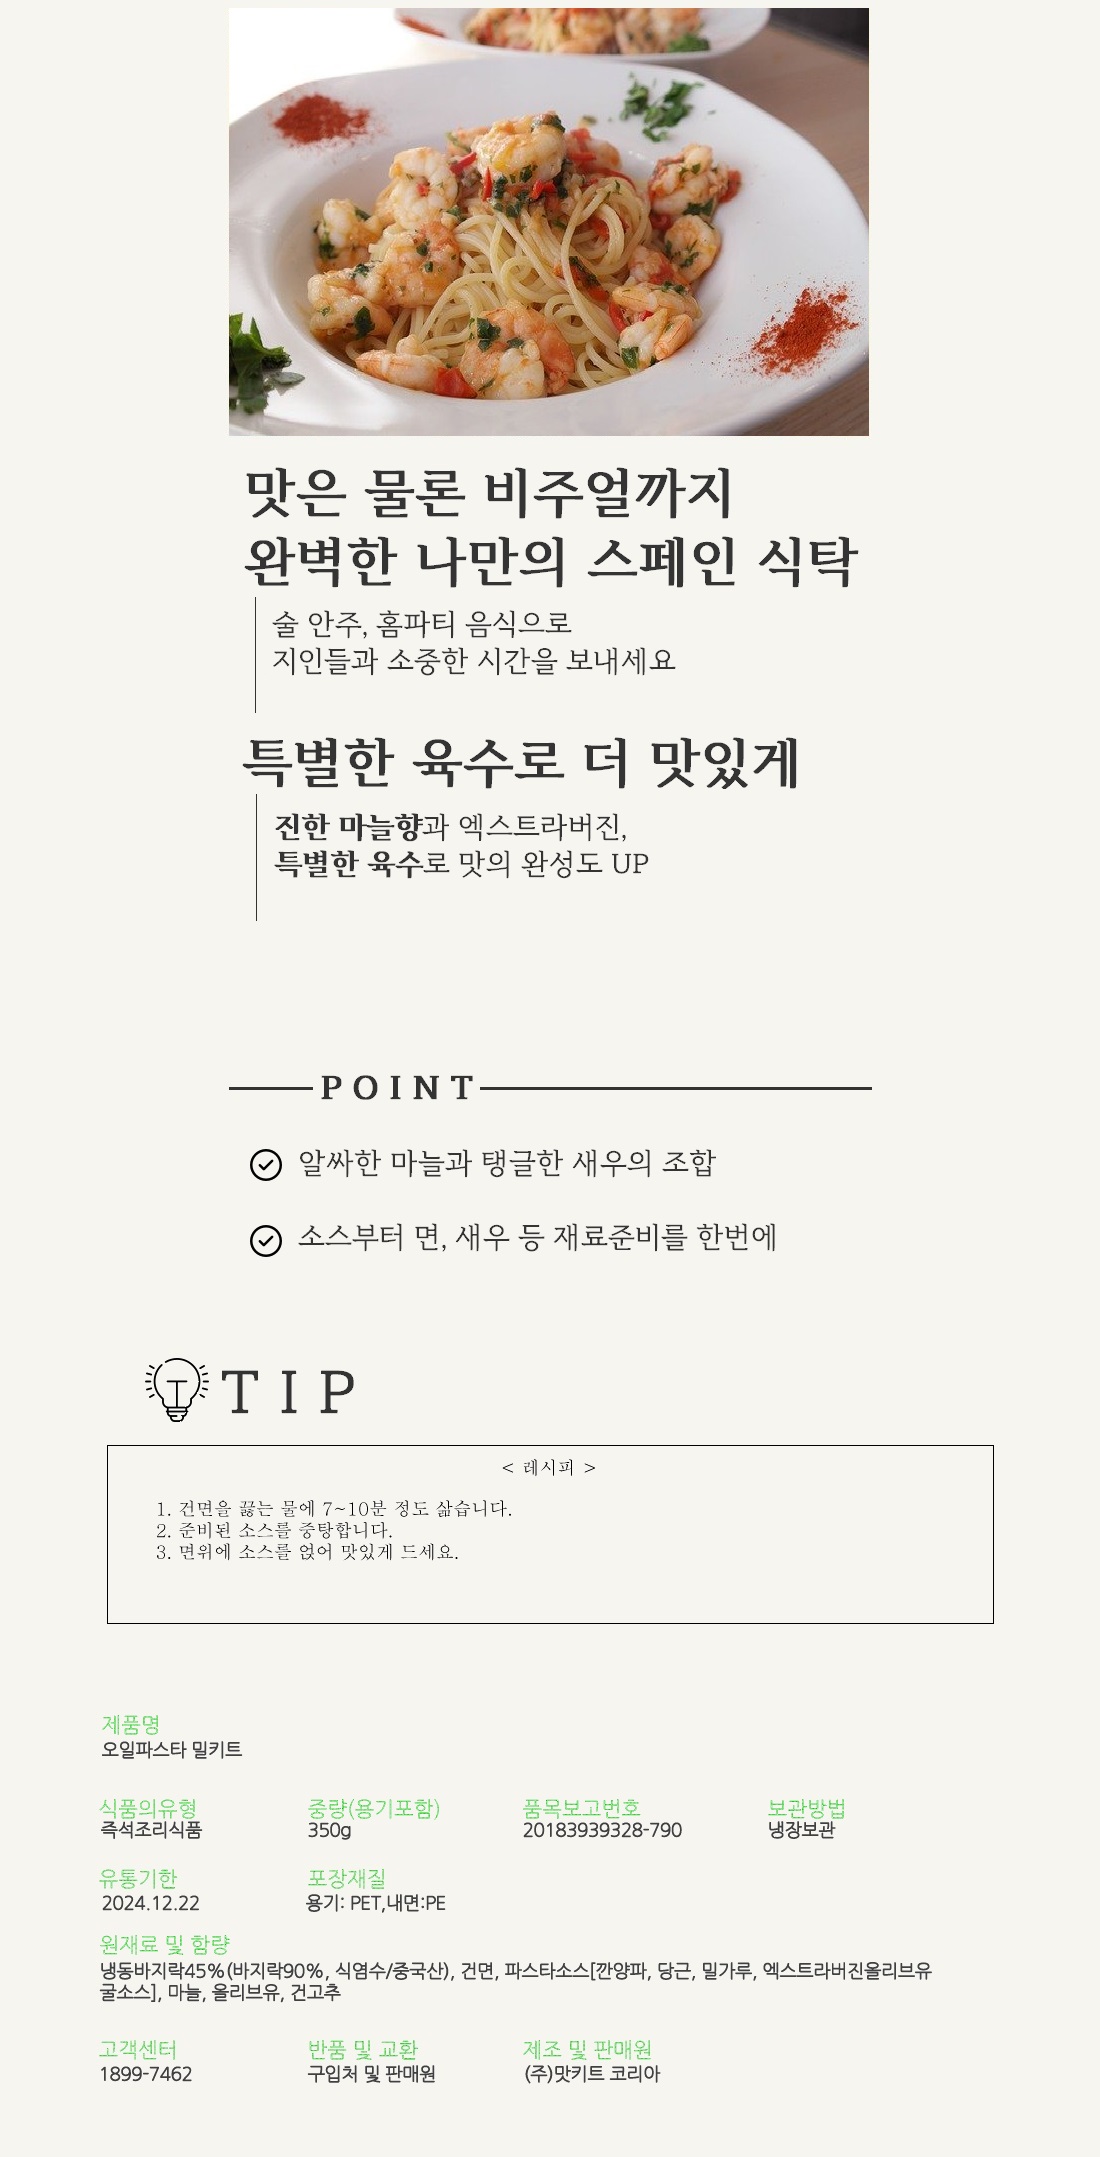 맛은 물론 비주얼까지
완벽한 나만의 스페인 식탁
술 안주, 홈파티 음식으로
지인들과 소중한 시간을 보내세요
특별한 육수로 더 맛있게
진한 마늘향과 엑스트라버진,
특별한 육수로 맛의 완성도 UP
POINT
알싸한 마늘과 탱글한 새우의 조합
소스부터 면, 새우 등 재료준비를 한번에
TIP
< 레시피 >
1. 건면을 끓는 물에 7~10분 정도 삶습니다.
2. 준비된 소스를 중탕합니다.
3. 면위에 소스를 얹어 맛있게 드세요.
제품명
오일파스타 밀키트
식품의유형 중량(용기포함) 품목보고번호 보관방법
즉석조리식품 350g 20183939328-790 냉장보관
유통기한 포장재질
2024.12.22 용기: PET,내면:PE
원재료 및 함량
냉동바지락45%(바지락90%, 식염수/중국산), 건면, 파스타소스[깐양파, 당근, 밀가루, 엑스트라버진올리브유
굴소스], 마늘, 올리브유, 건고추
고객센터 반품 및 교환 제조 및 판매원
1899-7462 구입처 및 판매원 (주)맛키트 코리아